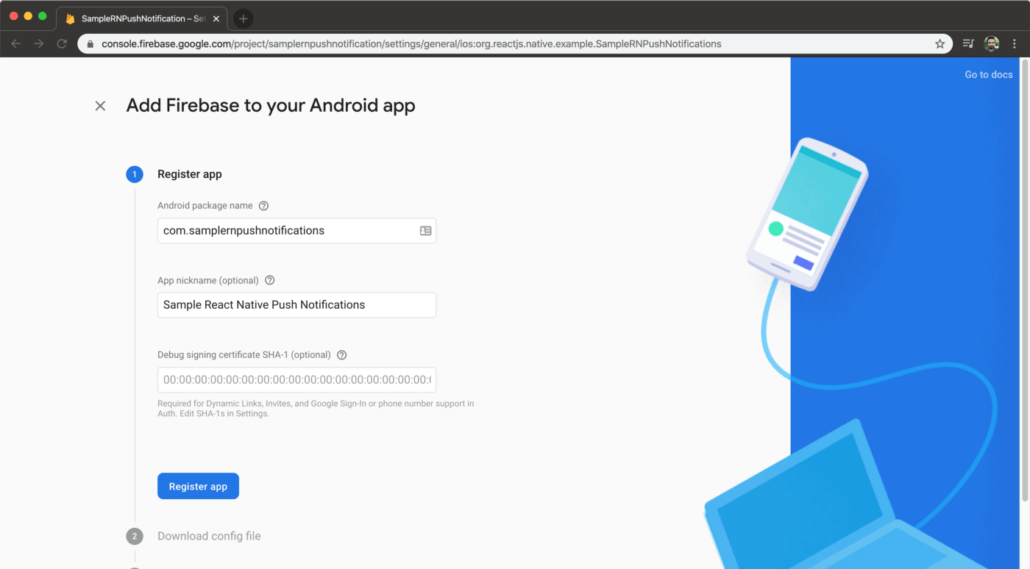 SampleRNPushNotification – Set
console.firebase.google.com/project/samplernpushnotification/settings/general/ios:org.reactjs.native.example.SampleRNPushNotifications
Go to docs
Add Firebase to your Android app
1 Register app
Android package name
com.samplernpushnotifications
App nickname (optional)
Sample React Native Push Notifications
Debug signing certificate SHA-1 (optional)
00:00:00:00:00:00:00:00:00:00:00:00:00:00:00:00:00:
Required for Dynamic Links, Invites, and Google Sign-In or phone number support in
Auth. Edit SHA-1s in Settings.
Register app
2 Download config file